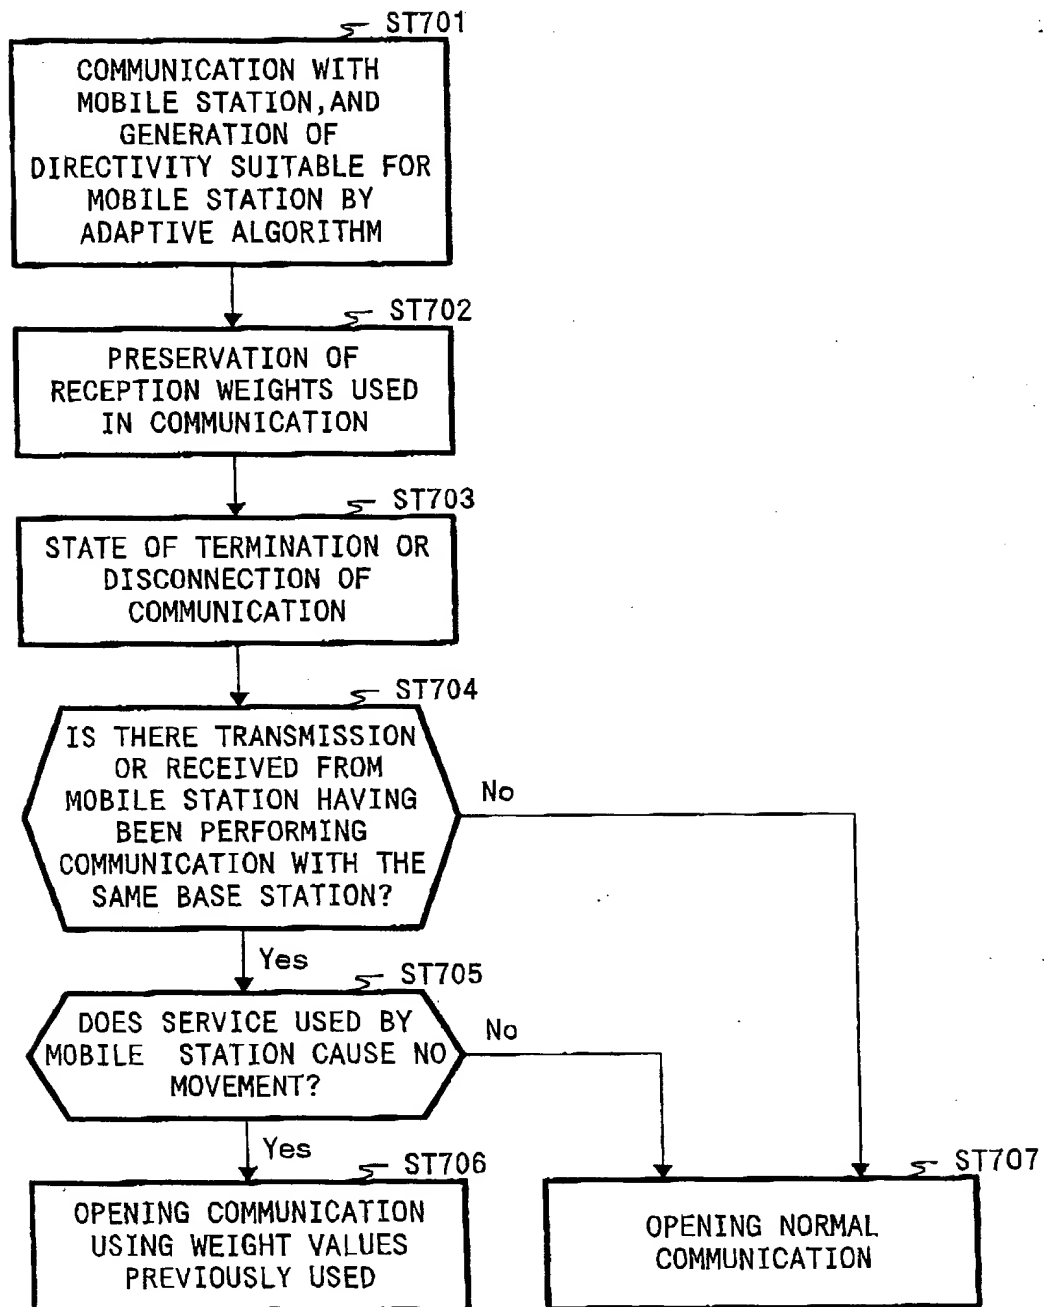 ST701
COMMUNICATION WITH
MOBILE STATION,AND
GENERATION OF
DIRECTIVITY SUITABLE FOR
MOBILE STATION BY
ADAPTIVE ALGORITHM
ST702
PRESERVATION OF
RECEPTION WEIGHTS USED
IN COMMUNICATION
ST703
STATE OF TERMINATION OR
DISCONNECTION OF
COMMUNICATION
ST704
IS THERE TRANSMISSION
OR RECEIVED FROM
MOBILE STATION HAVING
BEEN PERFORMING
COMMUNICATION WITH THE
SAME BASE STATION?
No
Yes
ST705
DOES SERVICE USED BY
MOBILE STATION CAUSE NO
MOVEMENT?
No
Yes
ST706
OPENING COMMUNICATION
USING WEIGHT VALUES
PREVIOUSLY USED
ST707
OPENING NORMAL
COMMUNICATION